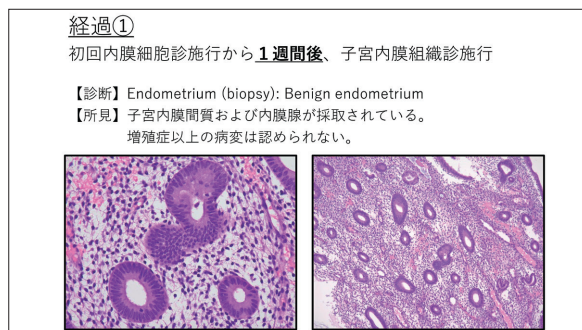 経過①
初回内膜細胞診施行から１週間後、子宮内膜組織診施行
【診断】Endometrium (biopsy): Benign endometrium
【所見】子宮内膜間質および内膜腺が採取されている。
増殖症以上の病変は認められない。